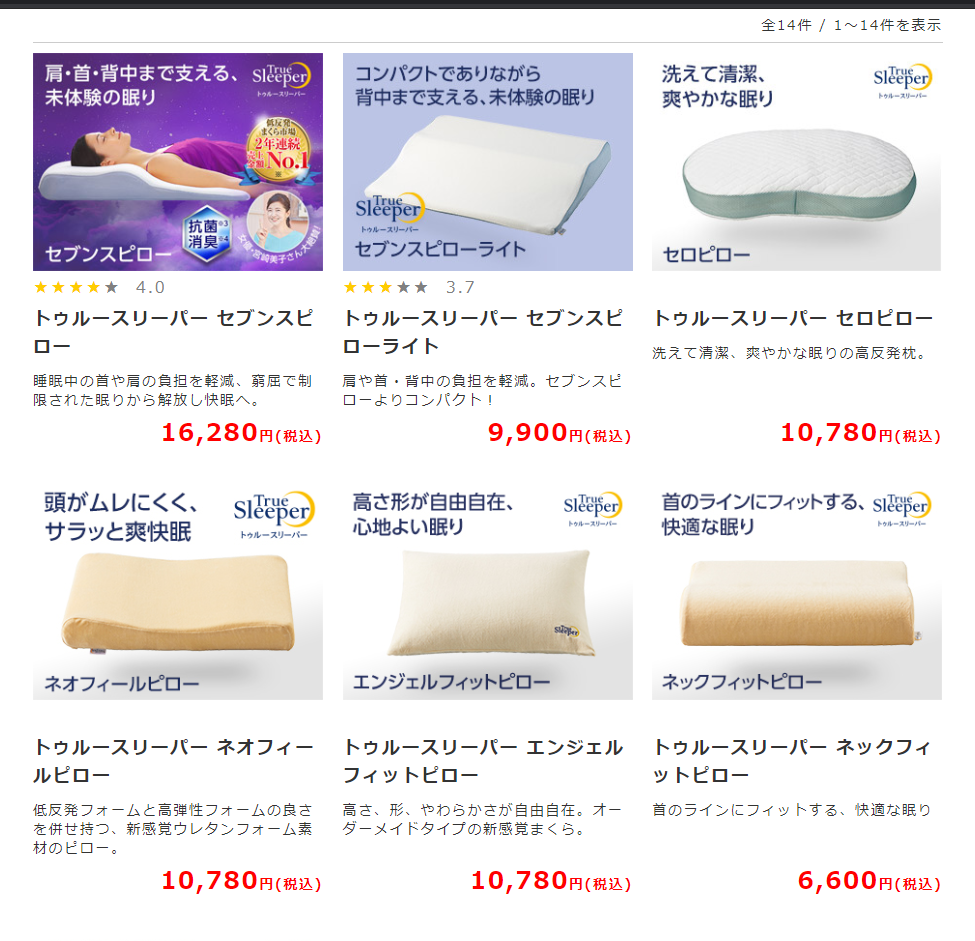 全14件 / 1～14件を表示
肩・首・背中まで支える、
未体験の眠り
True
Sleeper
トゥルースリーパー
低反発
まくら市場
2年連続
売上
金額
No.1
※
抗菌※3
消臭※4
女優・宮崎美子さん大絶賛!
セブンスピロー
コンパクトでありながら
背中まで支える、未体験の眠り
True
Sleeper
トゥルースリーパー
セブンスピローライト
洗えて清潔、
爽やかな眠り
True
Sleeper
トゥルースリーパー
セロピロー
★★★★★ 4.0
トゥルースリーパー セブンスピ
ロー
睡眠中の首や肩の負担を軽減、窮屈で制
限された眠りから解放し快眠へ。
16,280円(税込)
★★★★★ 3.7
トゥルースリーパー セブンスピ
ローライト
肩や首・背中の負担を軽減。セブンスピ
ローよりコンパクト！
9,900円(税込)
トゥルースリーパー セロピロー
洗えて清潔、爽やかな眠りの高反発枕。
10,780円(税込)
頭がムレにくく、
サラッと爽快眠
True
Sleeper
トゥルースリーパー
ネオフィールピロー
高さ形が自由自在、
心地よい眠り
True
Sleeper
トゥルースリーパー
True
Sleeper
エンジェルフィットピロー
首のラインにフィットする、
快適な眠り
True
Sleeper
トゥルースリーパー
ネックフィットピロー
トゥルースリーパー ネオフィー
ルピロー
低反発フォームと高弾性フォームの良さ
を併せ持つ、新感覚ウレタンフォーム素
材のピロー。
10,780円(税込)
トゥルースリーパー エンジェル
フィットピロー
高さ、形、やわらかさが自由自在。オー
ダーメイドタイプの新感覚まくら。
10,780円(税込)
トゥルースリーパー ネックフィ
ットピロー
首のラインにフィットする、快適な眠り
6,600円(税込)